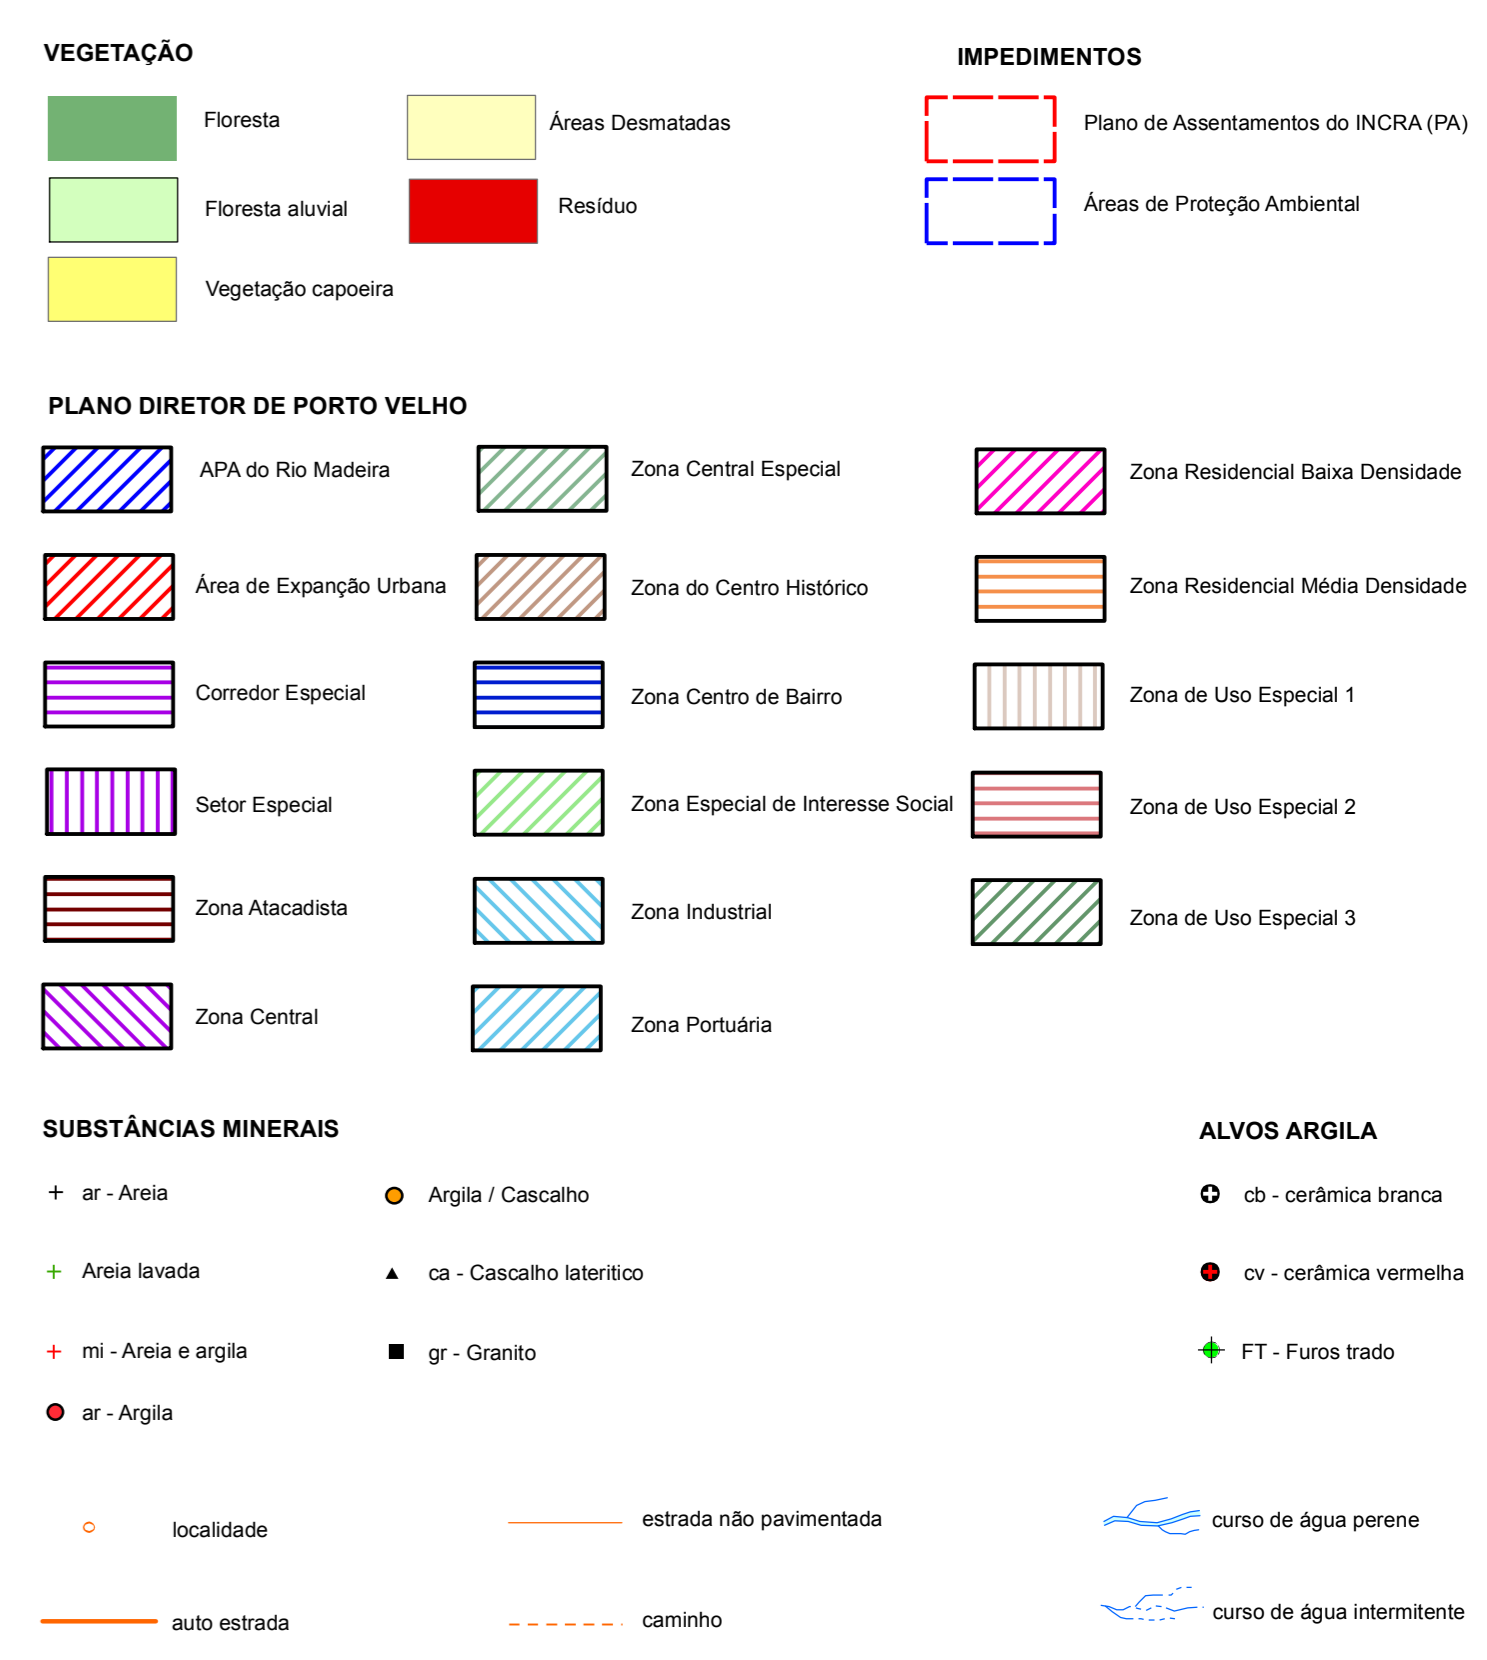 VEGETAÇÃO
Floresta
Áreas Desmatadas
Floresta aluvial
Resíduo
Vegetação capoeira
IMPEDIMENTOS
Plano de Assentamentos do INCRA (PA)
Áreas de Proteção Ambiental
PLANO DIRETOR DE PORTO VELHO
APA do Rio Madeira
Área de Expanção Urbana
Corredor Especial
Setor Especial
Zona Atacadista
Zona Central
Zona Central Especial
Zona do Centro Histórico
Zona Centro de Bairro
Zona Especial de Interesse Social
Zona Industrial
Zona Portuária
Zona Residencial Baixa Densidade
Zona Residencial Média Densidade
Zona de Uso Especial 1
Zona de Uso Especial 2
Zona de Uso Especial 3
SUBSTÂNCIAS MINERAIS
ar - Areia
Areia lavada
mi - Areia e argila
ar - Argila
Argila / Cascalho
ca - Cascalho lateritico
gr - Granito
ALVOS ARGILA
cb - cerâmica branca
cv - cerâmica vermelha
FT - Furos trado
localidade
auto estrada
estrada não pavimentada
caminho
curso de água perene
curso de água intermitente